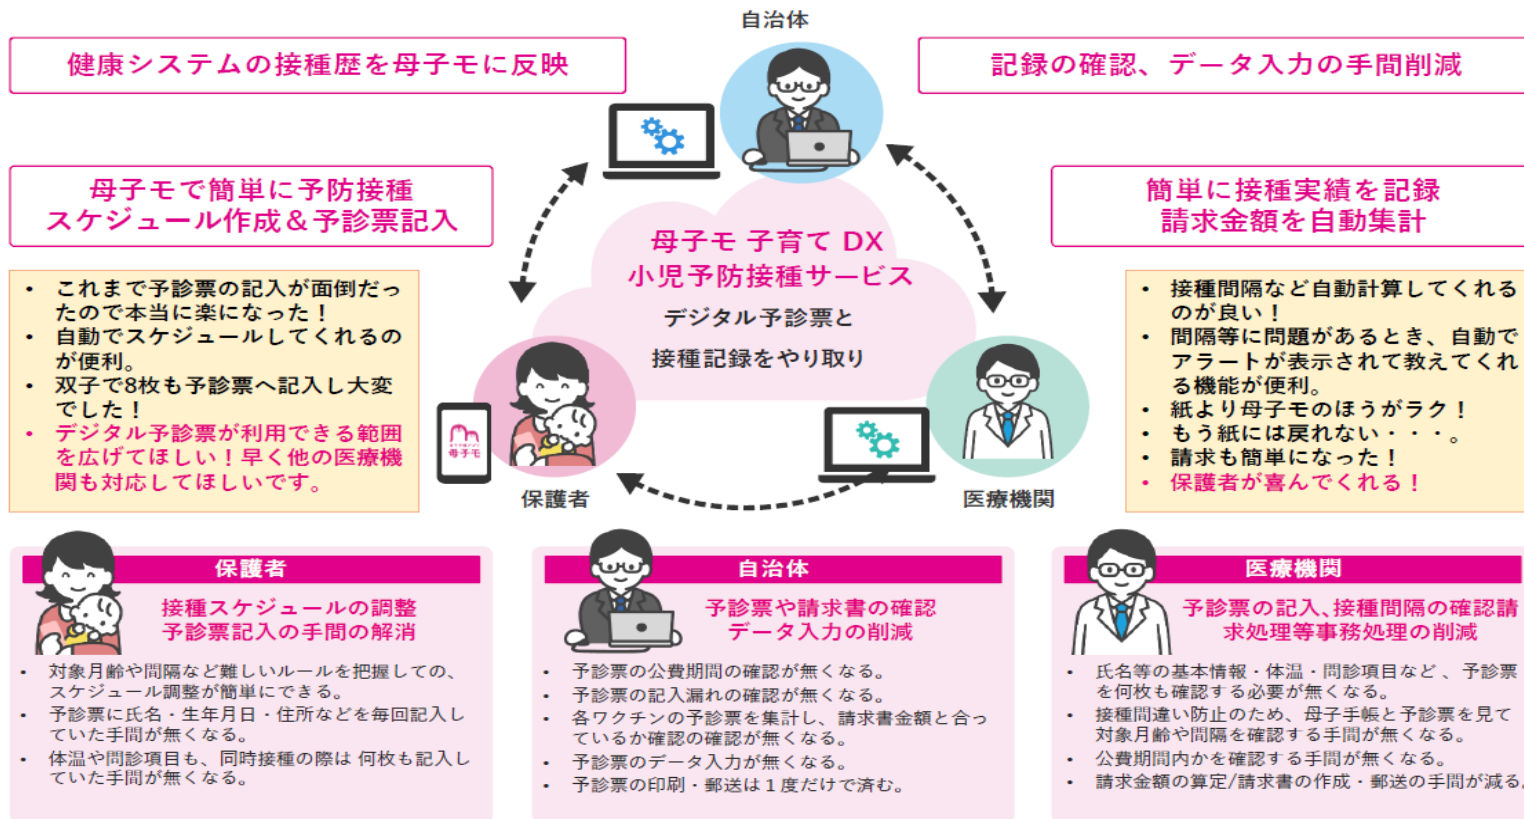 自治体
健康システムの接種歴を母子モに反映
記録の確認、データ入力の手間削減
母子モで簡単に予防接種
スケジュール作成＆予診票記入
簡単に接種実績を記録
請求金額を自動集計
母子モ 子育て DX
小児予防接種サービス
デジタル予診票と
接種記録をやり取り
• これまで予診票の記入が面倒だっ
たので本当に楽になった！
• 自動でスケジュールしてくれるの
が便利。
• 双子で8枚も予診票へ記入し大変
でした！
• デジタル予診票が利用できる範囲
を広げてほしい！早く他の医療機
関も対応してほしいです。
• 接種間隔など自動計算してくれる
のが良い！
• 間隔等に問題があるとき、自動で
アラートが表示されて教えてくれ
る機能が便利。
• 紙より母子モのほうがラク！
• もう紙には戻れない・・・。
• 請求も簡単になった！
• 保護者が喜んでくれる！
母子モ
保護者
医療機関
保護者
接種スケジュールの調整
予診票記入の手間の解消
• 対象月齢や間隔など難しいルールを把握しての、
スケジュール調整が簡単にできる。
• 予診票に氏名・生年月日・住所などを毎回記入し
ていた手間が無くなる。
• 体温や問診項目も、同時接種の際は 何枚も記入し
ていた手間が無くなる。
自治体
予診票や請求書の確認
データ入力の削減
• 予診票の公費期間の確認が無くなる。
• 予診票の記入漏れの確認が無くなる。
• 各ワクチンの予診票を集計し、請求書金額と合っ
ているか確認の確認が無くなる。
• 予診票のデータ入力が無くなる。
• 予診票の印刷・郵送は１度だけで済む。
医療機関
予診票の記入､接種間隔の確認請
求処理等事務処理の削減
• 氏名等の基本情報・体温・問診項目など 、予診票
を何枚も確認する必要が無くなる。
• 接種間違い防止のため、母子手帳と予診票を見て
対象月齢や間隔を確認する手間が無くなる。
• 公費期間内かを確認する手間が無くなる。
• 請求金額の算定/請求書の作成・郵送の手間が減る。